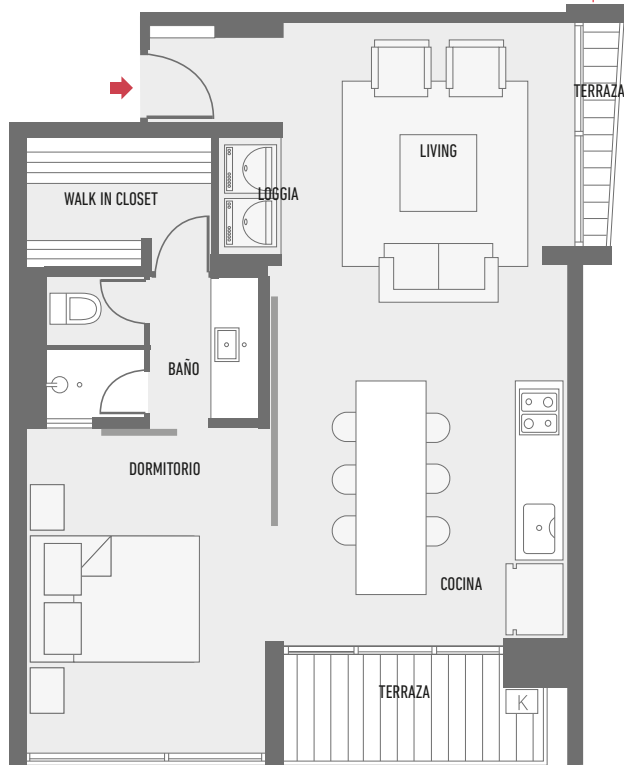 TERRAZA
LIVING
WALK IN CLOSET
LOGGIA
BAÑO
DORMITORIO
COCINA
TERRAZA
K